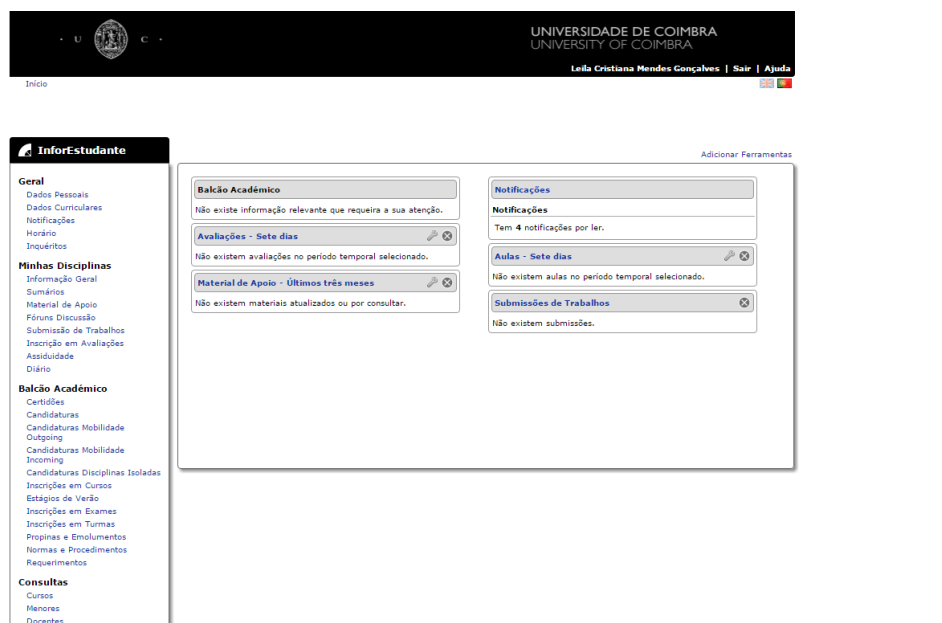 · U C ·
UNIVERSIDADE DE COIMBRA
UNIVERSITY OF COIMBRA
Leila Cristiana Mendes Gonçalves | Sair | Ajuda
Início
InforEstudante
Adicionar Ferramentas
Geral
Dados Pessoais
Dados Curriculares
Notificações
Horário
Inquéritos
Minhas Disciplinas
Informação Geral
Sumários
Material de Apoio
Fóruns Discussão
Submissão de Trabalhos
Inscrição em Avaliações
Assiduidade
Diário
Balcão Académico
Certidões
Candidaturas
Candidaturas Mobilidade
Outgoing
Candidaturas Mobilidade
Incoming
Candidaturas Disciplinas Isoladas
Inscrições em Cursos
Estágios de Verão
Inscrições em Exames
Inscrições em Turmas
Propinas e Emolumentos
Normas e Procedimentos
Requerimentos
Consultas
Cursos
Menores
Docentes
Balcão Académico
Não existe informação relevante que requeira a sua atenção.
Avaliações - Sete dias
Não existem avaliações no período temporal selecionado.
Material de Apoio - Últimos três meses
Não existem materiais atualizados ou por consultar.
Notificações
Notificações
Tem 4 notificações por ler.
Aulas - Sete dias
Não existem aulas no período temporal selecionado.
Submissões de Trabalhos
Não existem submissões.